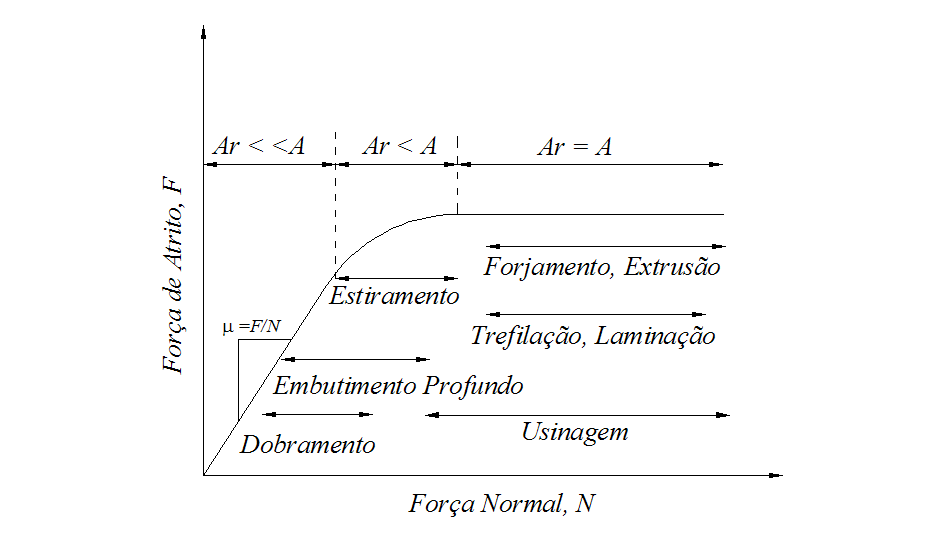 Ar < <A
Ar < A
Ar = A
Força de Atrito, F
Forjamento, Extrusão
Estiramento
μ =F/N
Trefilação, Laminação
Embutimento Profundo
Usinagem
Dobramento
Força Normal, N